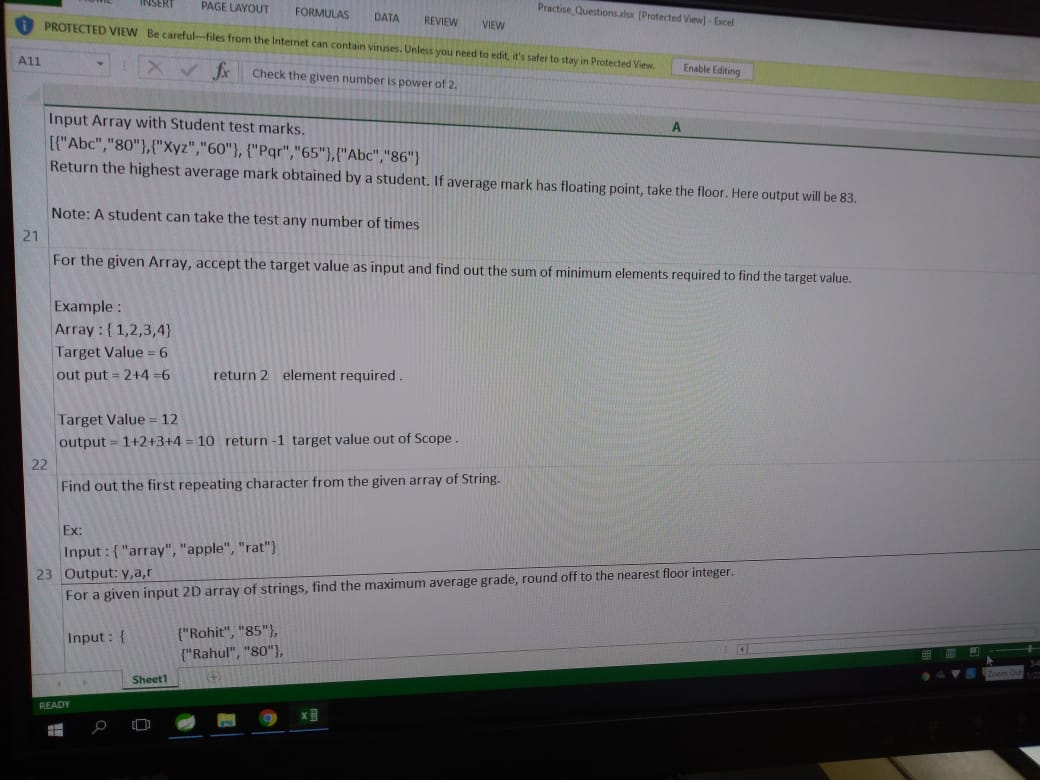 INSERT PAGE LAYOUT FORMULAS DATA REVIEW VIEW
Practise_Questions.xlsx [Protected View] - Excel
PROTECTED VIEW Be careful—files from the Internet can contain viruses. Unless you need to edit, it's safer to stay in Protected View. Enable Editing
A11 fx Check the given number is power of 2.
A
Input Array with Student test marks.
[{"Abc","80"},{"Xyz","60"}, {"Pqr","65"},{"Abc","86"}
Return the highest average mark obtained by a student. If average mark has floating point, take the floor. Here output will be 83.
Note: A student can take the test any number of times
21
For the given Array, accept the target value as input and find out the sum of minimum elements required to find the target value.
Example :
Array : { 1,2,3,4}
Target Value = 6
out put = 2+4 =6 return 2 element required .
Target Value = 12
output = 1+2+3+4 = 10 return -1 target value out of Scope .
22
Find out the first repeating character from the given array of String.
Ex:
Input : { "array", "apple", "rat"}
23 Output: y,a,r
For a given input 2D array of strings, find the maximum average grade, round off to the nearest floor integer.
Input : { {"Rohit", "85"},
{"Rahul", "80"},
Sheet1
READY
Zoom Out